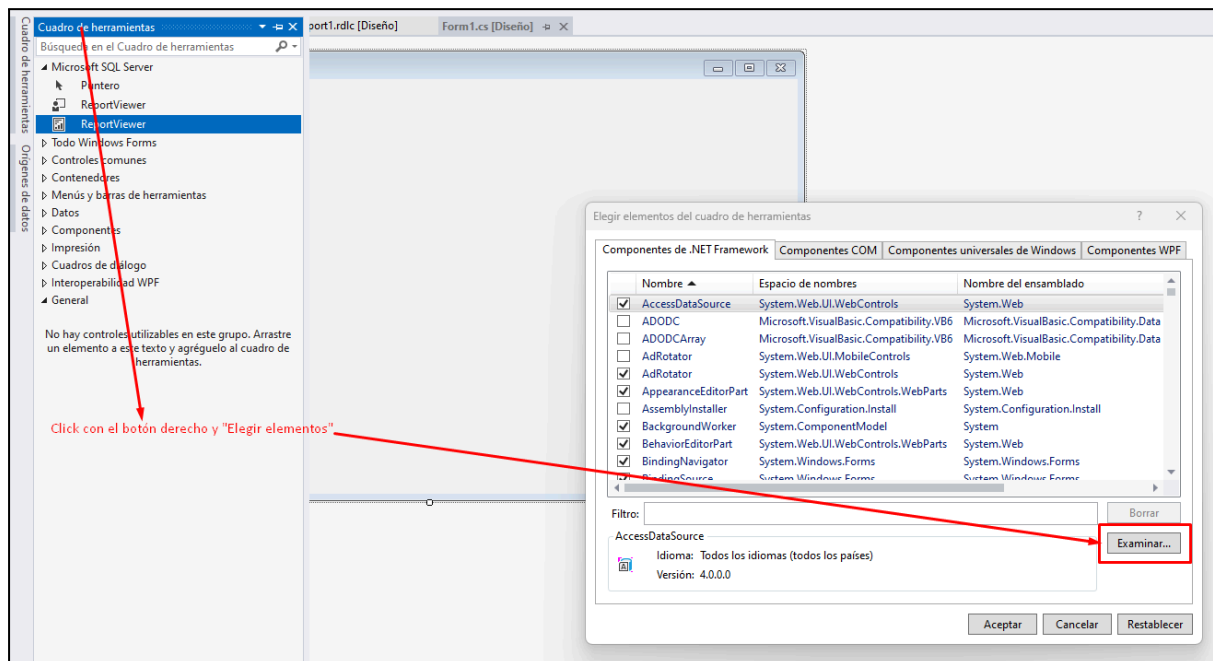 Cuadro de herramientas
Orígenes de datos
Cuadro de herramientas
port1.rdlc [Diseño]
Form1.cs [Diseño]
Búsqueda en el Cuadro de herramientas
Microsoft SQL Server
Puntero
ReportViewer
ReportViewer
Todo Windows Forms
Controles comunes
Contenedores
Menús y barras de herramientas
Datos
Componentes
Impresión
Cuadros de diálogo
Interoperabilidad WPF
General
No hay controles utilizables en este grupo. Arrastre
un elemento a este texto y agréguelo al cuadro de
herramientas.
Click con el botón derecho y "Elegir elementos"
Elegir elementos del cuadro de herramientas
Componentes de .NET Framework Componentes COM Componentes universales de Windows Componentes WPF
Nombre Espacio de nombres Nombre del ensamblado
AccessDataSource System.Web.UI.WebControls System.Web
ADODC Microsoft.VisualBasic.Compatibility.VB6 Microsoft.VisualBasic.Compatibility.Data
ADODCArray Microsoft.VisualBasic.Compatibility.VB6 Microsoft.VisualBasic.Compatibility.Data
AdRotator System.Web.UI.MobileControls System.Web.Mobile
AdRotator System.Web.UI.WebControls System.Web
AppearanceEditorPart System.Web.UI.WebControls.WebParts System.Web
AssemblyInstaller System.Configuration.Install System.Configuration.Install
BackgroundWorker System.ComponentModel System
BehaviorEditorPart System.Web.UI.WebControls.WebParts System.Web
BindingNavigator System.Windows.Forms System.Windows.Forms
BindingSource System.Windows.Forms System.Windows.Forms
Filtro:
Borrar
AccessDataSource
Examinar...
Idioma: Todos los idiomas (todos los países)
Versión: 4.0.0.0
Aceptar Cancelar Restablecer